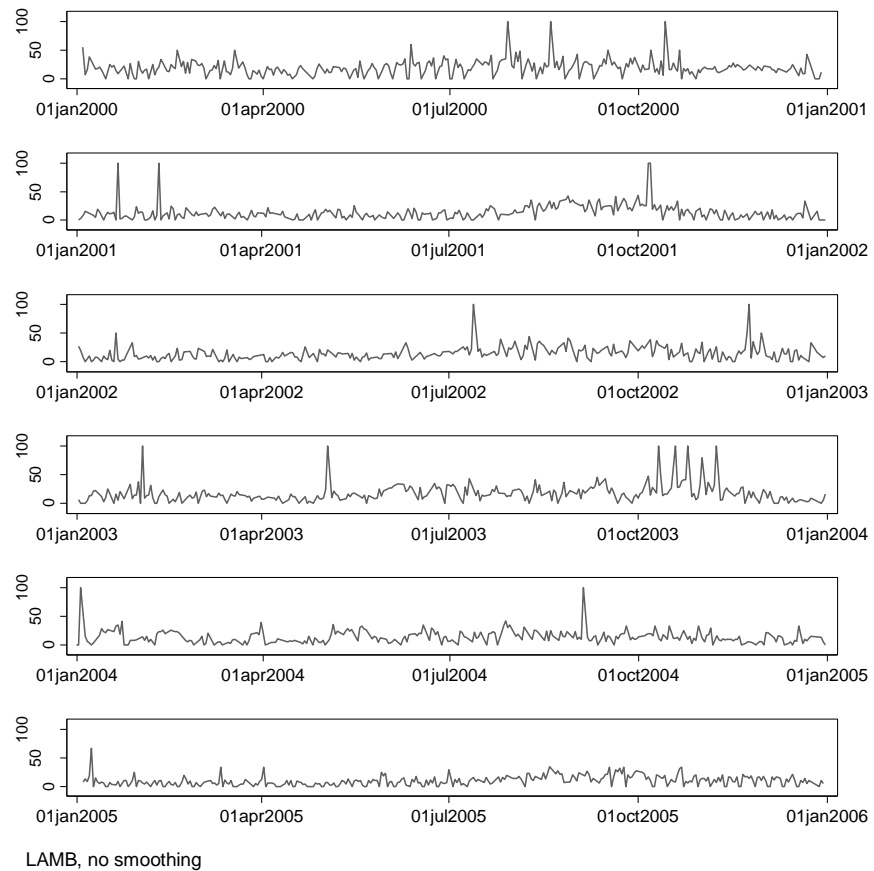 100
50
0
01jan2000 01apr2000 01jul2000 01oct2000 01jan2001
100
50
0
01jan2001 01apr2001 01jul2001 01oct2001 01jan2002
100
50
0
01jan2002 01apr2002 01jul2002 01oct2002 01jan2003
100
50
0
01jan2003 01apr2003 01jul2003 01oct2003 01jan2004
100
50
0
01jan2004 01apr2004 01jul2004 01oct2004 01jan2005
100
50
0
01jan2005 01apr2005 01jul2005 01oct2005 01jan2006
LAMB, no smoothing